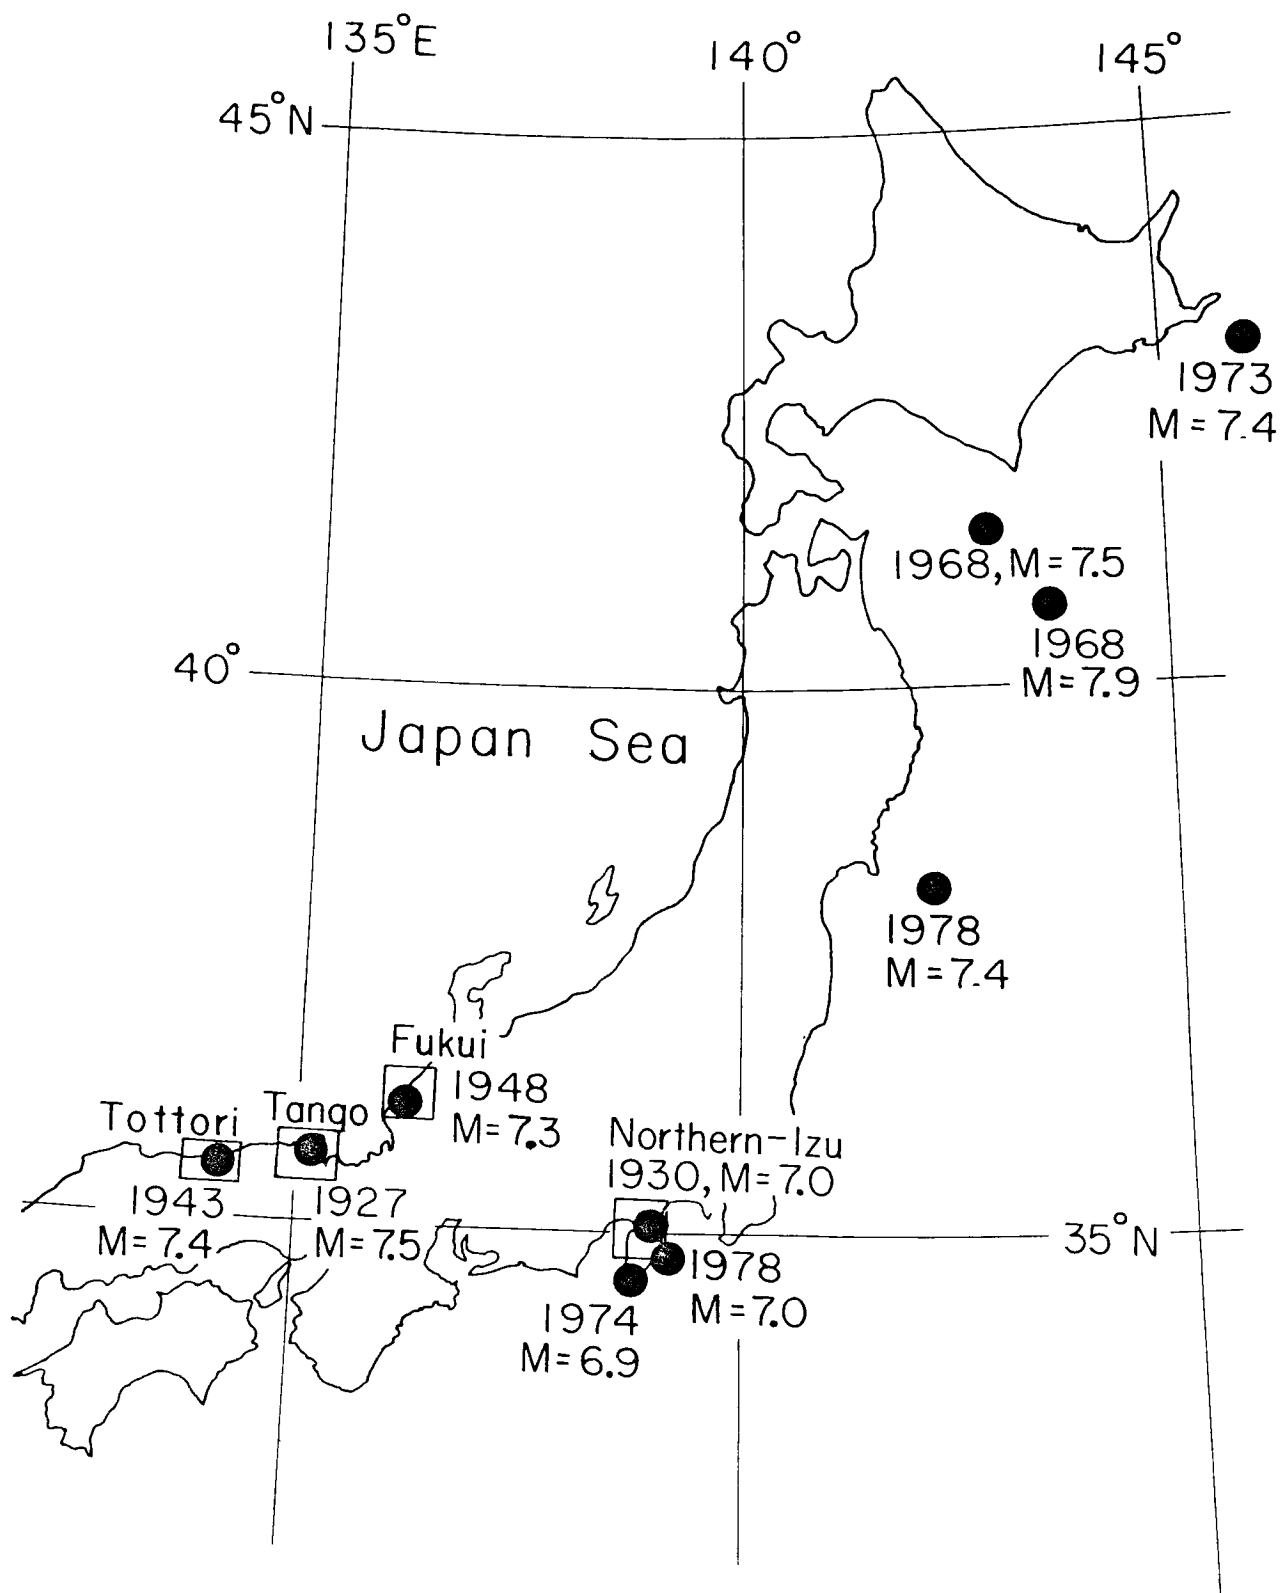 135°E
140°
145°
45°N
1973
M=7.4
1968, M=7.5
1968
M=7.9
40°
Japan Sea
1978
M=7.4
Fukui
1948
M=7.3
Tango
Tottori
Northern-Izu
1930, M=7.0
1943
M=7.4
1927
M=7.5
35°N
1978
M=7.0
1974
M=6.9